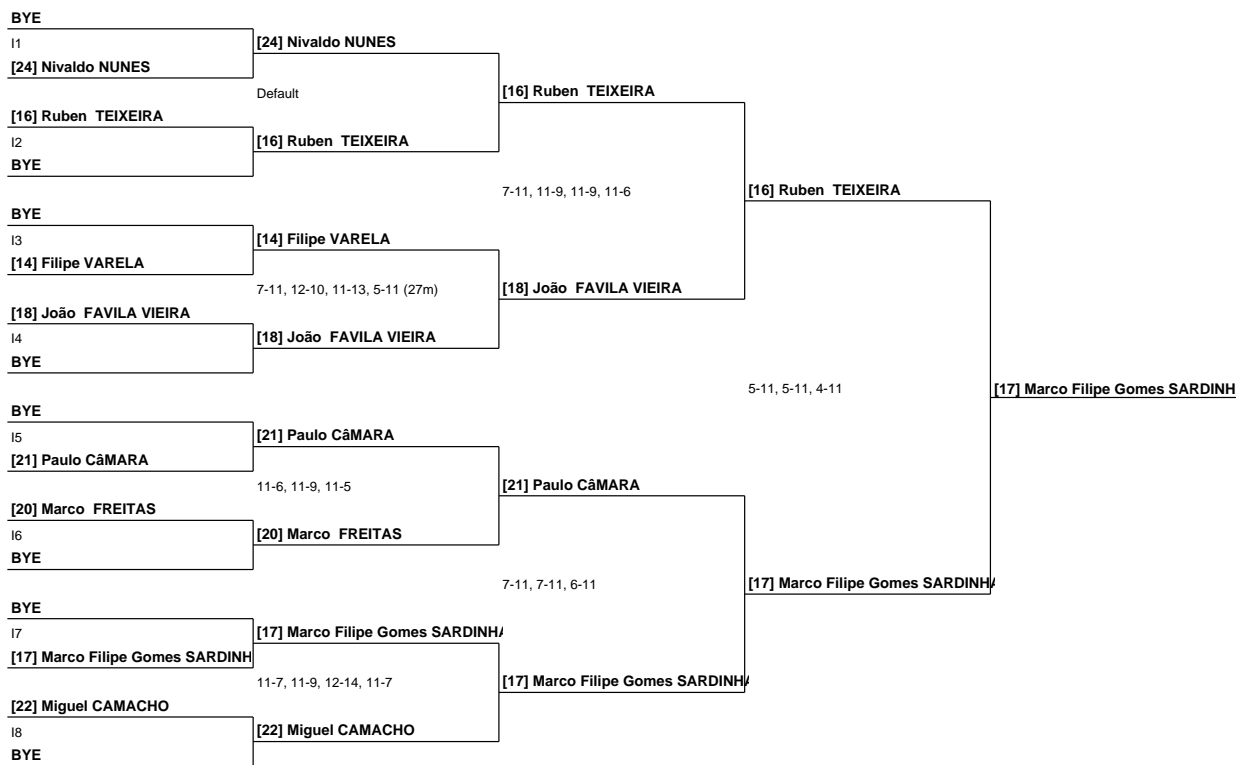 BYE
I1
[24] Nivaldo NUNES
[16] Ruben  TEIXEIRA
I2
BYE
BYE
I3
[14] Filipe VARELA
[18] João  FAVILA VIEIRA
I4
BYE
BYE
I5
[21] Paulo CâMARA
[20] Marco  FREITAS
I6
BYE
BYE
I7
[17] Marco Filipe Gomes SARDINH
[22] Miguel CAMACHO
I8
BYE
[24] Nivaldo NUNES
Default
[16] Ruben  TEIXEIRA
[14] Filipe VARELA
7-11, 12-10, 11-13, 5-11 (27m)
[18] João  FAVILA VIEIRA
[21] Paulo CâMARA
11-6, 11-9, 11-5
[20] Marco  FREITAS
[17] Marco Filipe Gomes SARDINHA
11-7, 11-9, 12-14, 11-7
[22] Miguel CAMACHO
[16] Ruben  TEIXEIRA
7-11, 11-9, 11-9, 11-6
[18] João  FAVILA VIEIRA
[21] Paulo CâMARA
7-11, 7-11, 6-11
[17] Marco Filipe Gomes SARDINHA
[16] Ruben  TEIXEIRA
5-11, 5-11, 4-11
[17] Marco Filipe Gomes SARDINHA
[17] Marco Filipe Gomes SARDINH